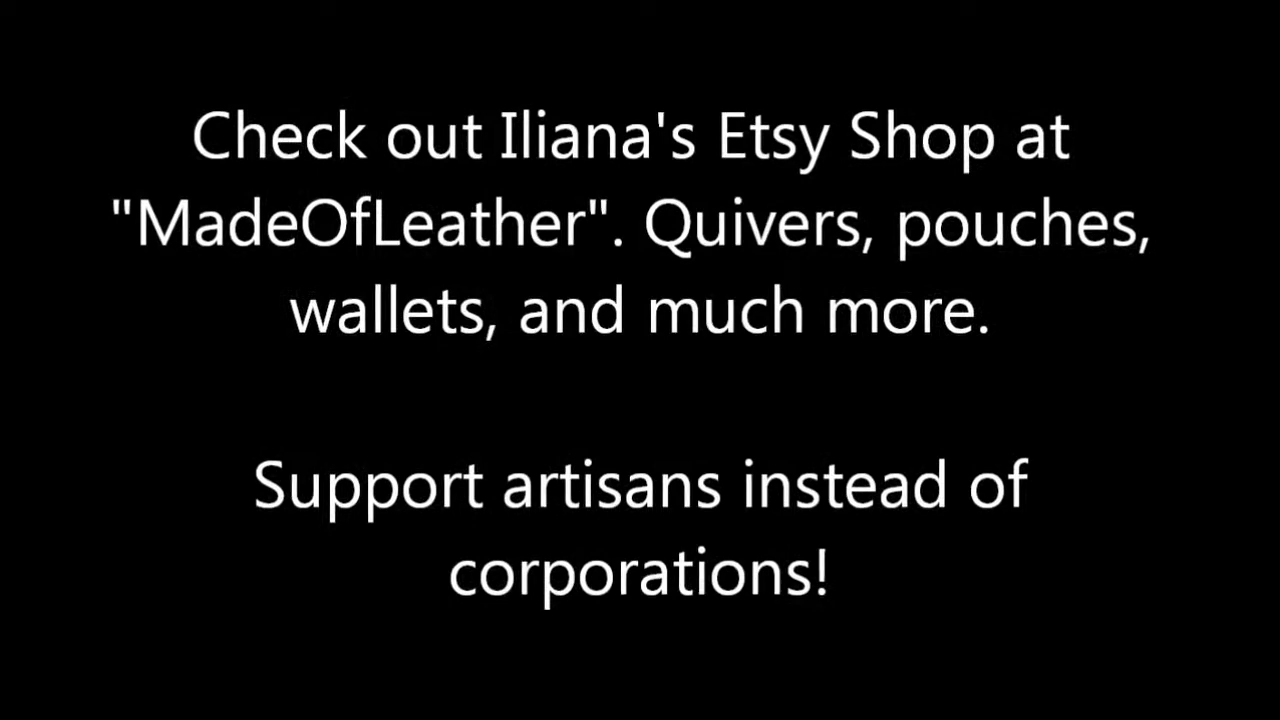 Check out Iliana's Etsy Shop at
"MadeOfLeather". Quivers, pouches,
wallets, and much more.
Support artisans instead of
corporations!